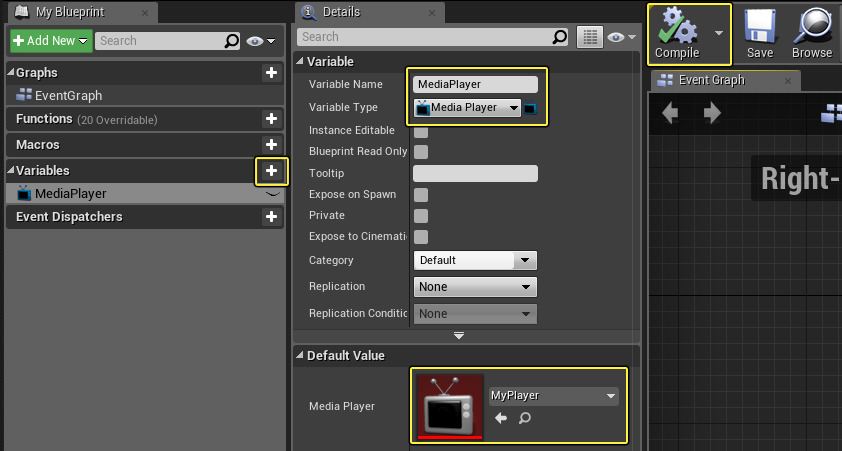 My Blueprint
Add New
Search
Graphs
EventGraph
Functions (20 Overridable)
Macros
Variables
MediaPlayer
Event Dispatchers
Details
Search
Variable
Variable Name
MediaPlayer
Variable Type
Media Player
Instance Editable
Blueprint Read Only
Tooltip
Expose on Spawn
Private
Expose to Cinemati
Category
Default
Replication
None
Replication Conditio
None
Default Value
Media Player
MyPlayer
Compile
Save
Browse
Event Graph
Right-